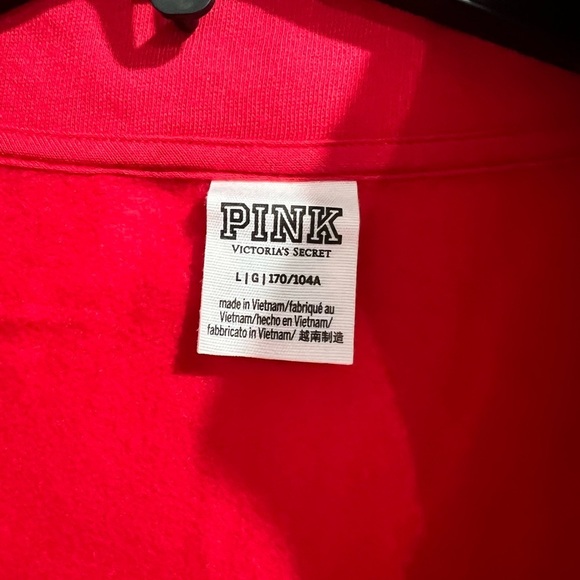 PINK
VICTORIA'S SECRET
L | G | 170/104A
made in Vietnam/fabriqué au
Vietnam/hecho en Vietnam/
fabbricato in Vietnam/ 越南制造